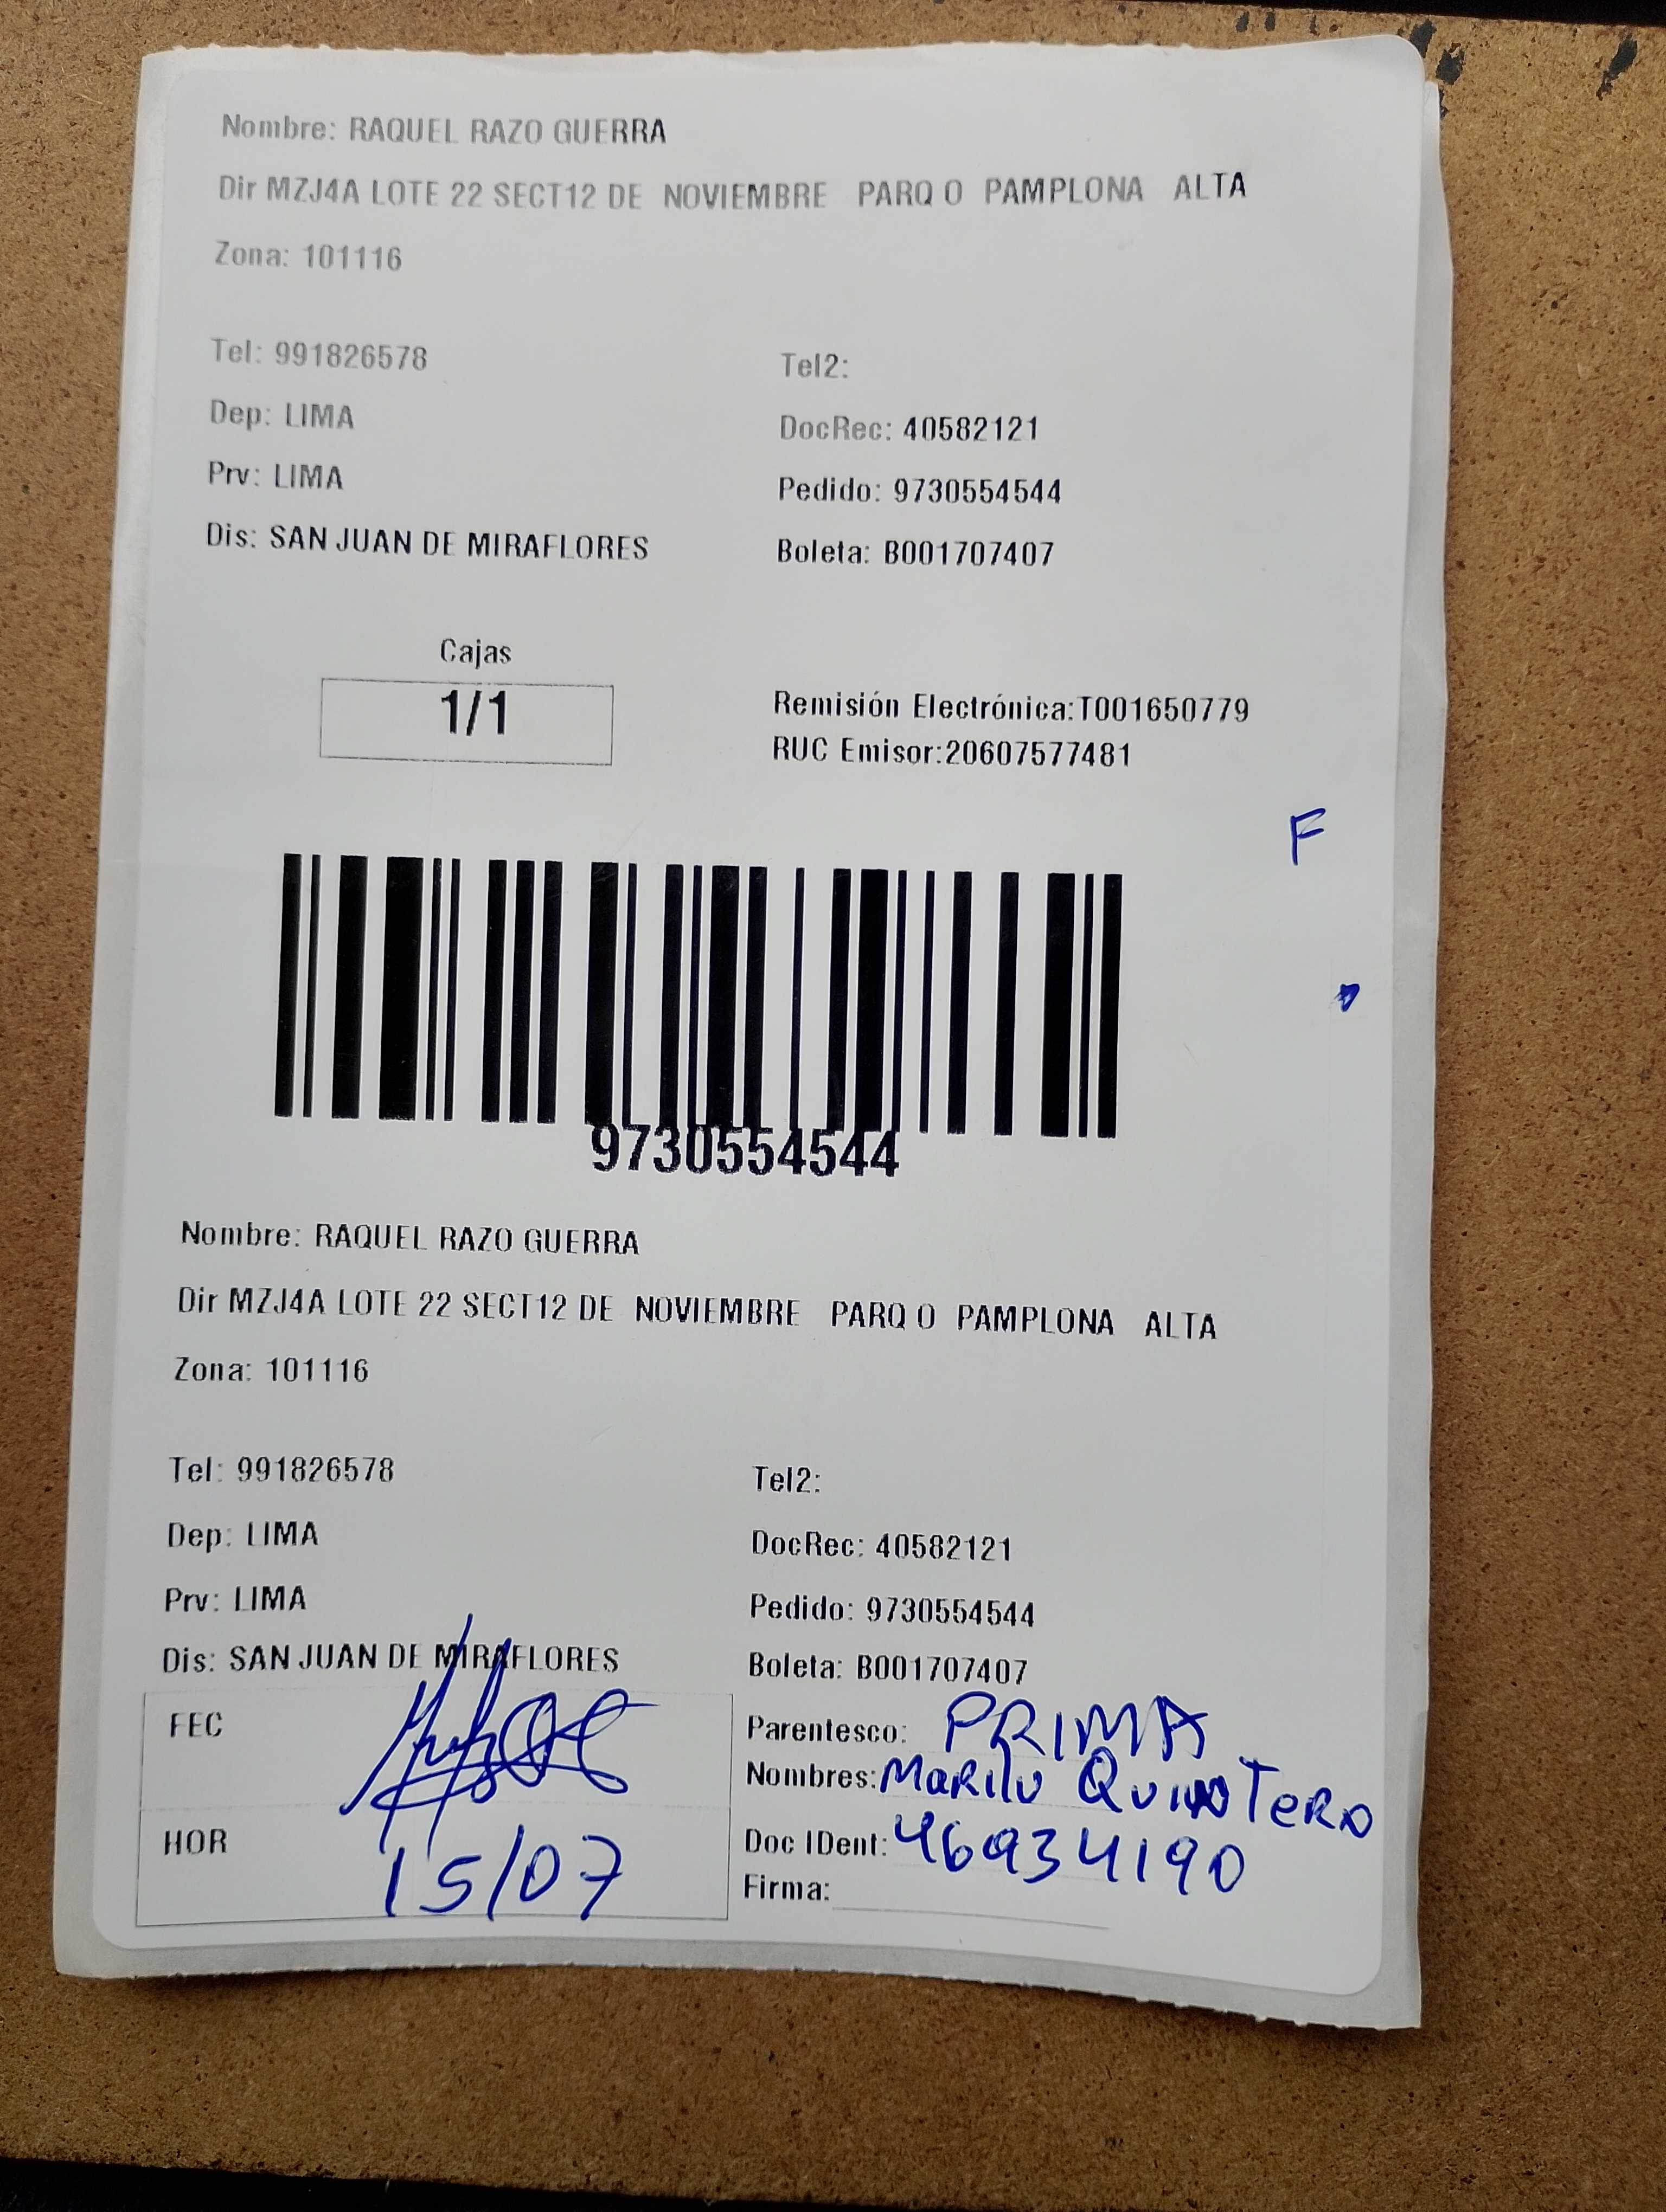 Nombre: RAQUEL RAZO GUERRA
Dir MZJ4A LOTE 22 SECT12 DE NOVIEMBRE PARQ O PAMPLONA ALTA
Zona: 101116
Tel: 991826578
Tel2:
Dep: LIMA
DocRec: 40582121
Prv: LIMA
Pedido: 9730554544
Dis: SAN JUAN DE MIRAFLORES
Boleta: B001707407
Cajas
1/1
Remisión Electrónica:T001650779
RUC Emisor:20607577481
F
9730554544
Nombre: RAQUEL RAZO GUERRA
Dir MZJ4A LOTE 22 SECT12 DE NOVIEMBRE PARQ O PAMPLONA ALTA
Zona: 101116
Tel: 991826578
Tel2:
Dep: LIMA
DocRec: 40582121
Prv: LIMA
Pedido: 9730554544
Dis: SAN JUAN DE MIRAFLORES
Boleta: B001707407
FEC
Parentesco: PRIMA
Nombres: Marilu Quintero
HOR 15/07
Doc IDent: 46934190
Firma: